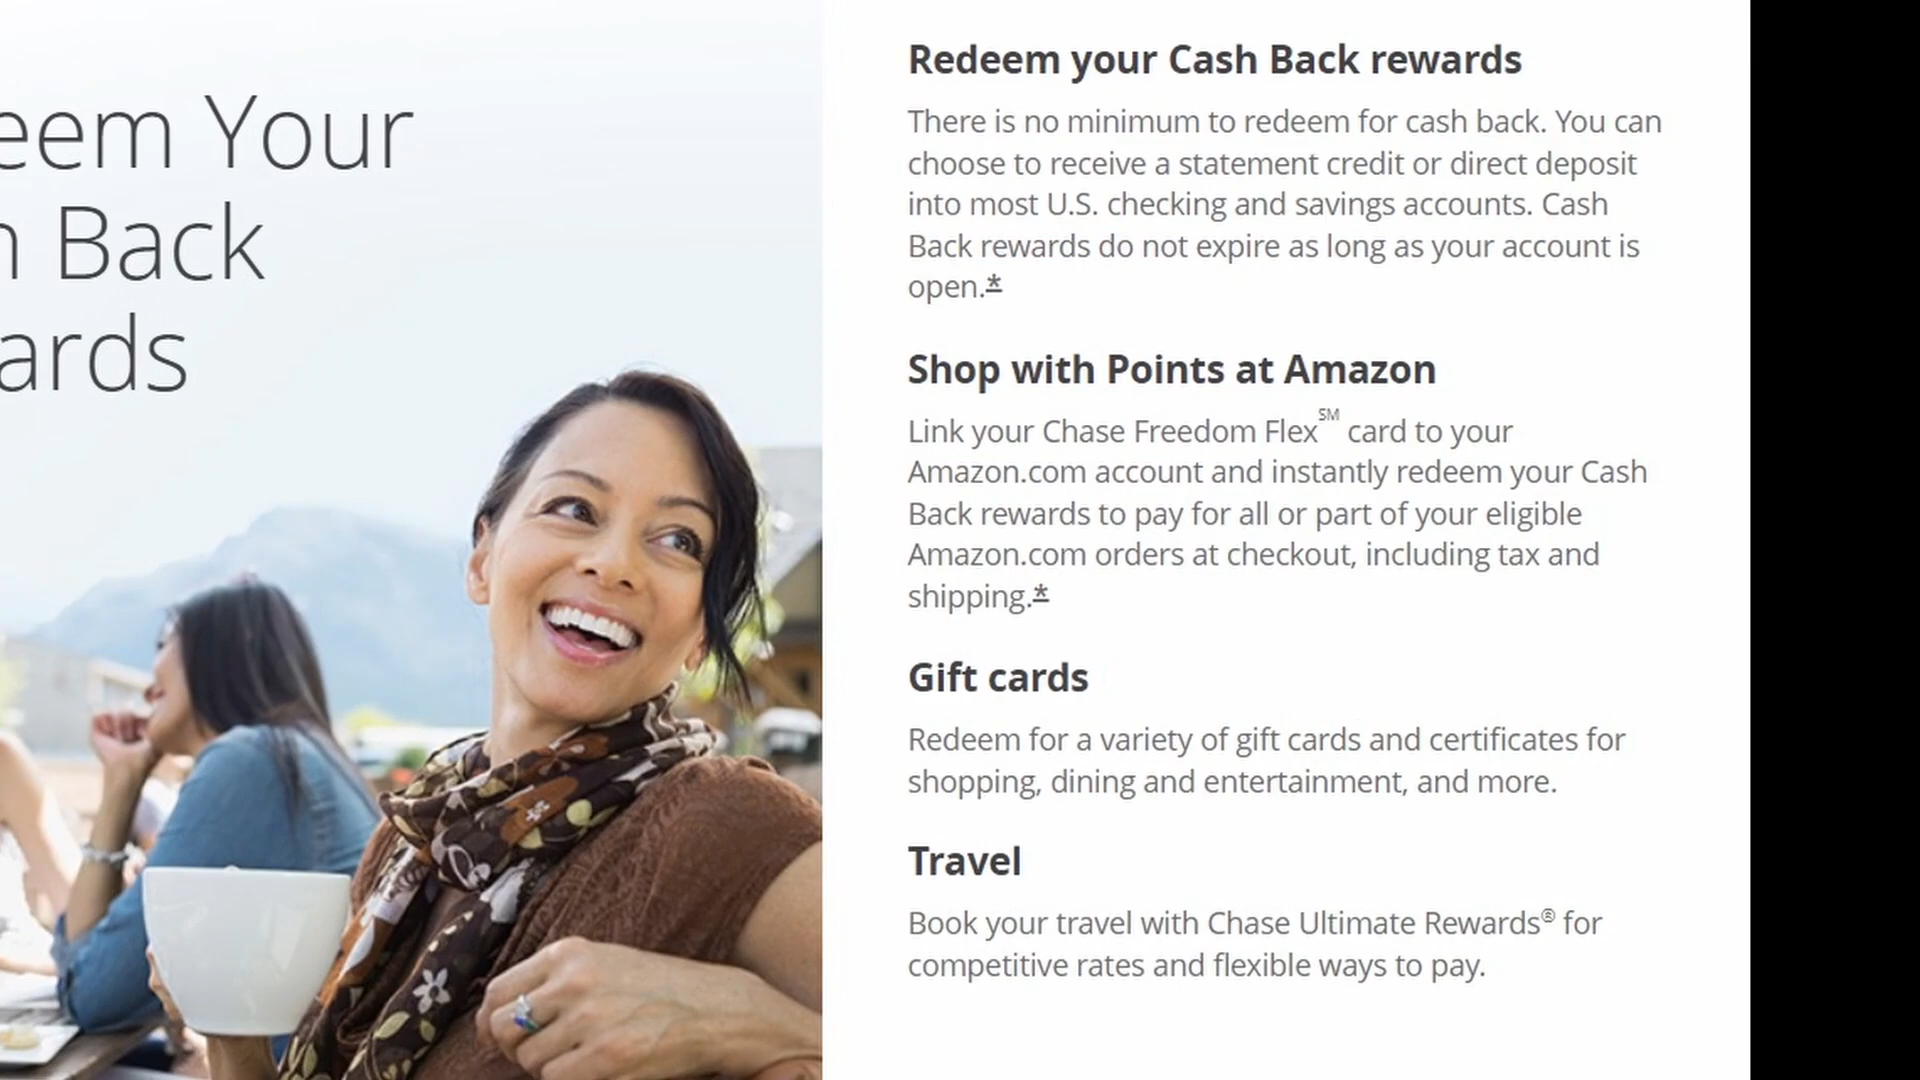 eem Your
Back
ards
Redeem your Cash Back rewards
There is no minimum to redeem for cash back. You can
choose to receive a statement credit or direct deposit
into most U.S. checking and savings accounts. Cash
Back rewards do not expire as long as your account is
open.*
Shop with Points at Amazon
Link your Chase Freedom Flex℠ card to your
Amazon.com account and instantly redeem your Cash
Back rewards to pay for all or part of your eligible
Amazon.com orders at checkout, including tax and
shipping.*
Gift cards
Redeem for a variety of gift cards and certificates for
shopping, dining and entertainment, and more.
Travel
Book your travel with Chase Ultimate Rewards® for
competitive rates and flexible ways to pay.